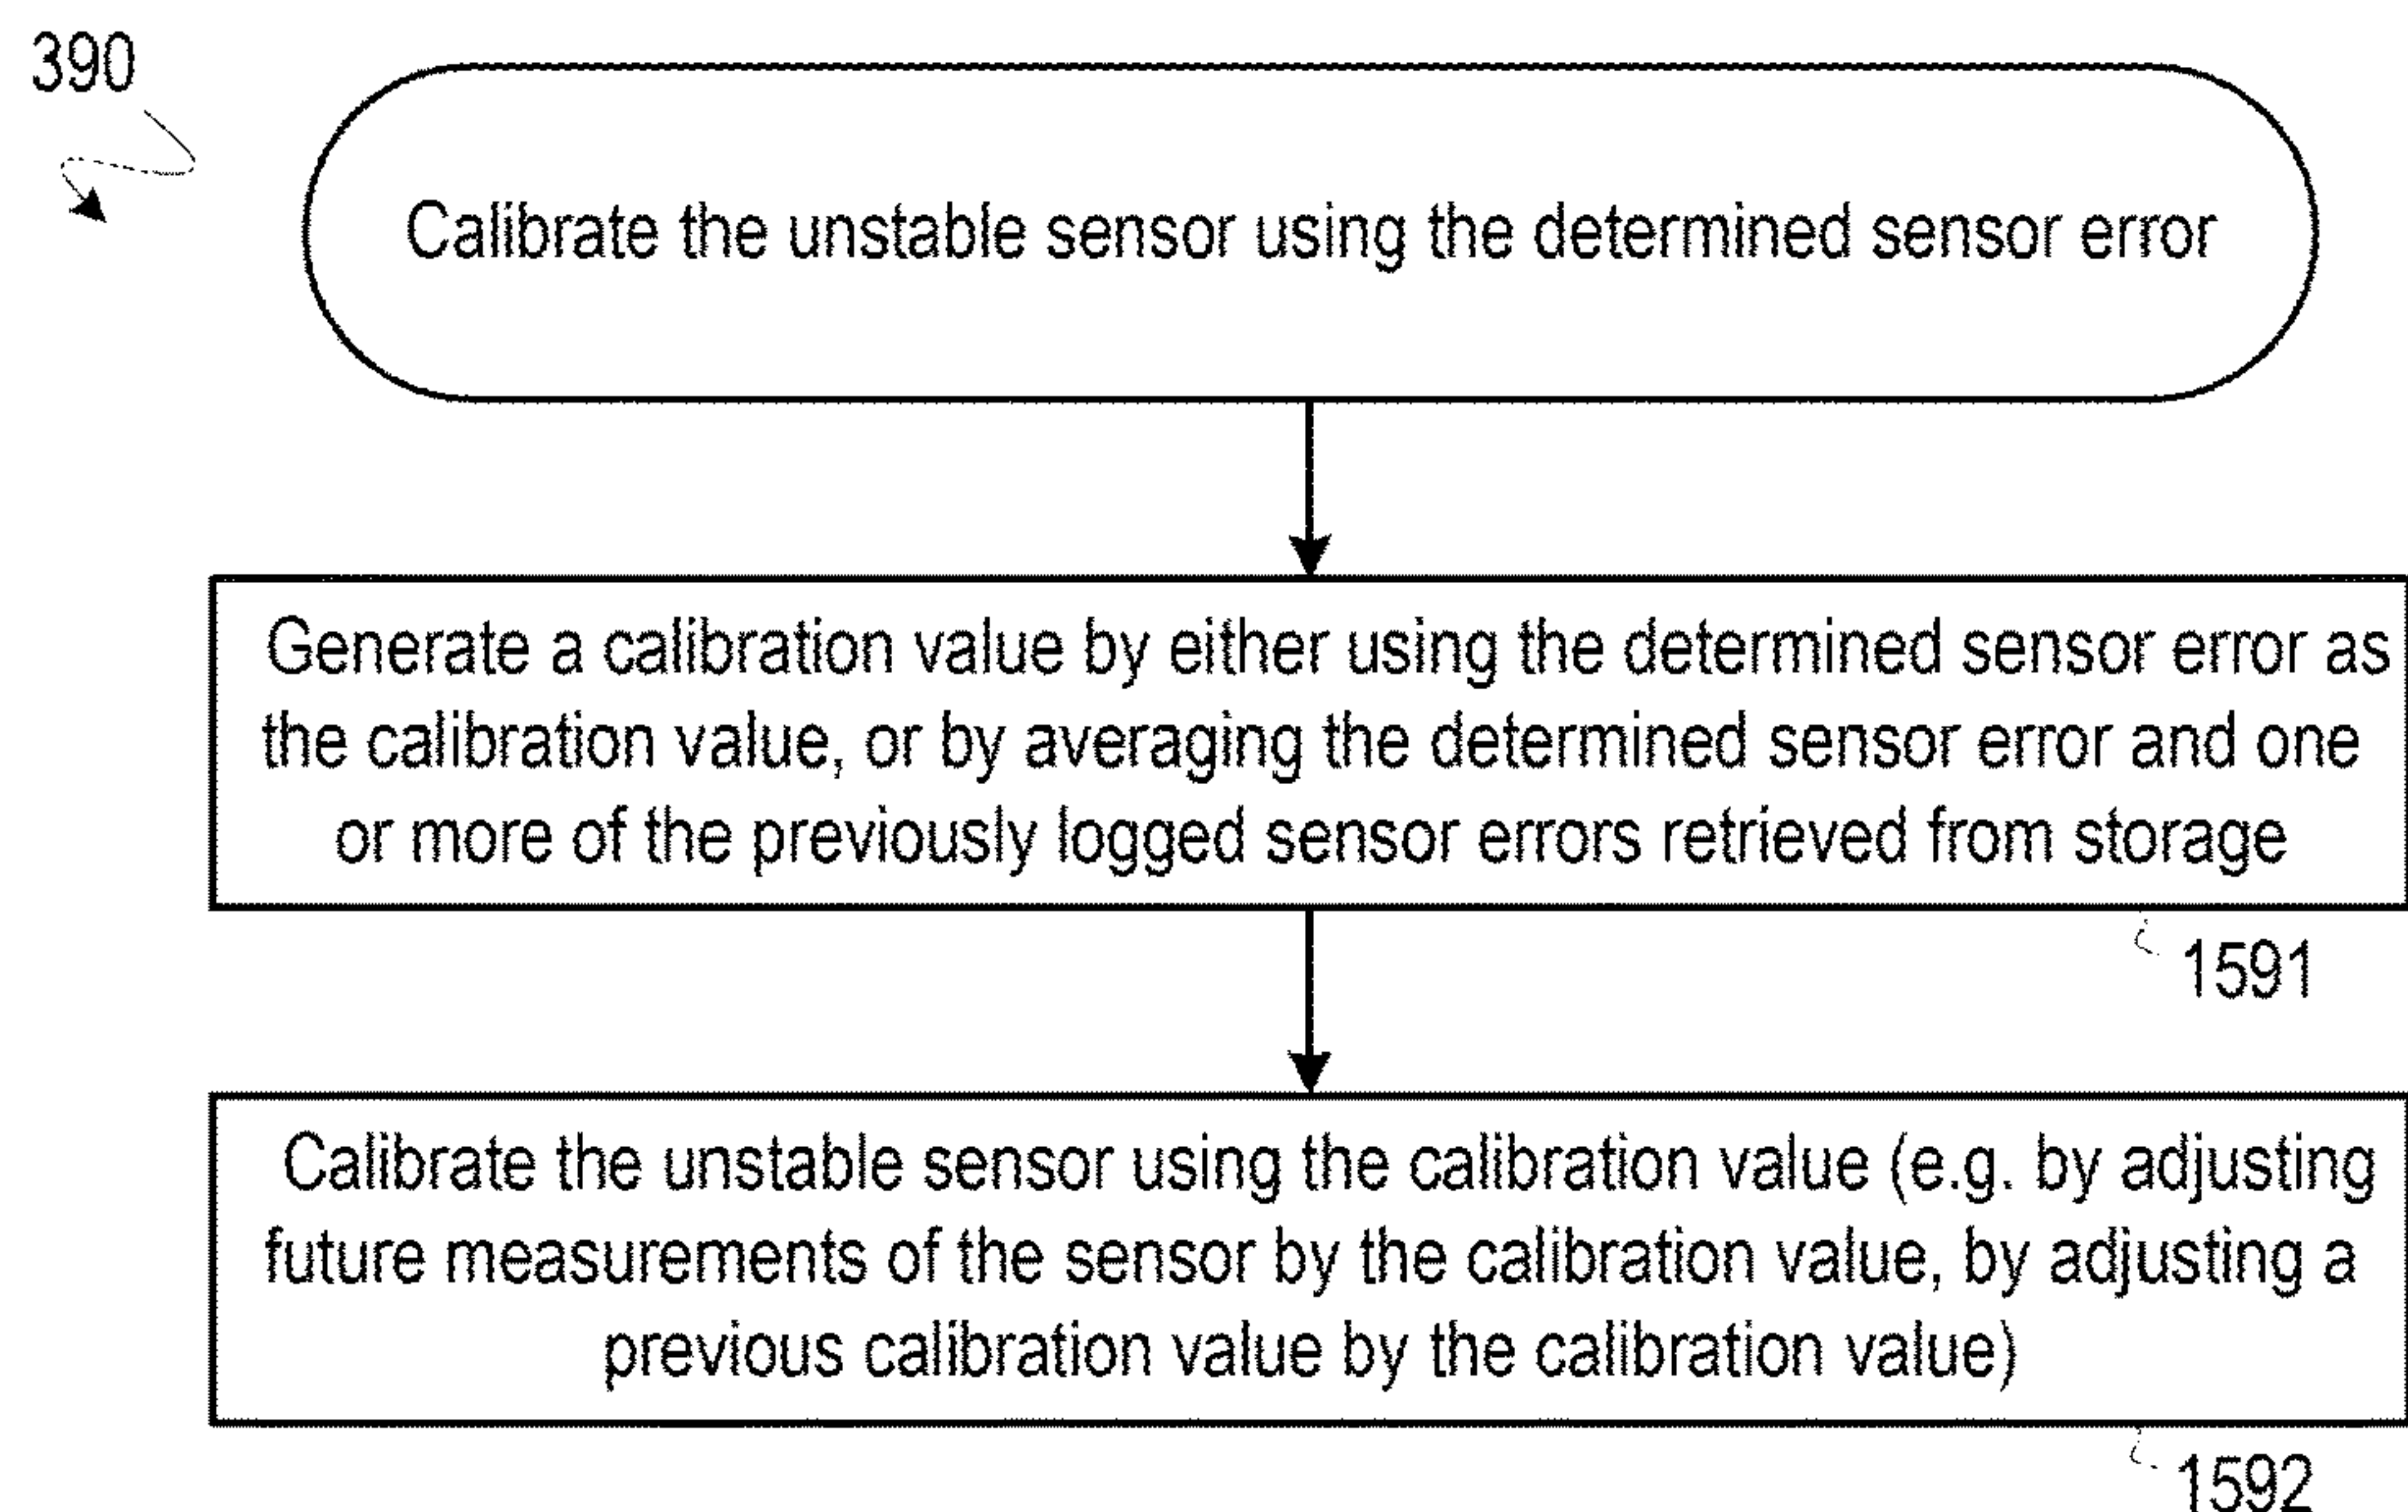 390
Calibrate the unstable sensor using the determined sensor error
Generate a calibration value by either using the determined sensor error as
the calibration value, or by averaging the determined sensor error and one
or more of the previously logged sensor errors retrieved from storage
1591
Calibrate the unstable sensor using the calibration value (e.g. by adjusting
future measurements of the sensor by the calibration value, by adjusting a
previous calibration value by the calibration value)
1592